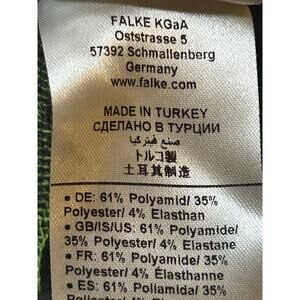 FALKE KGaA
Oststrasse 5
57392 Schmallenberg
Germany
www.falke.com
MADE IN TURKEY
СДЕЛАНО В ТУРЦИИ
صنع فيتركيا
トルコ製
土耳其制造
• DE: 61% Polyamid/ 35%
Polyester/ 4% Elasthan
• GB/IS/US: 61% Polyamide/
35% Polyester/ 4% Elastane
• FR: 61% Polyamide/ 35%
Polyester/ 4% Élasthanne
• ES: 61% Poliamida/ 35%